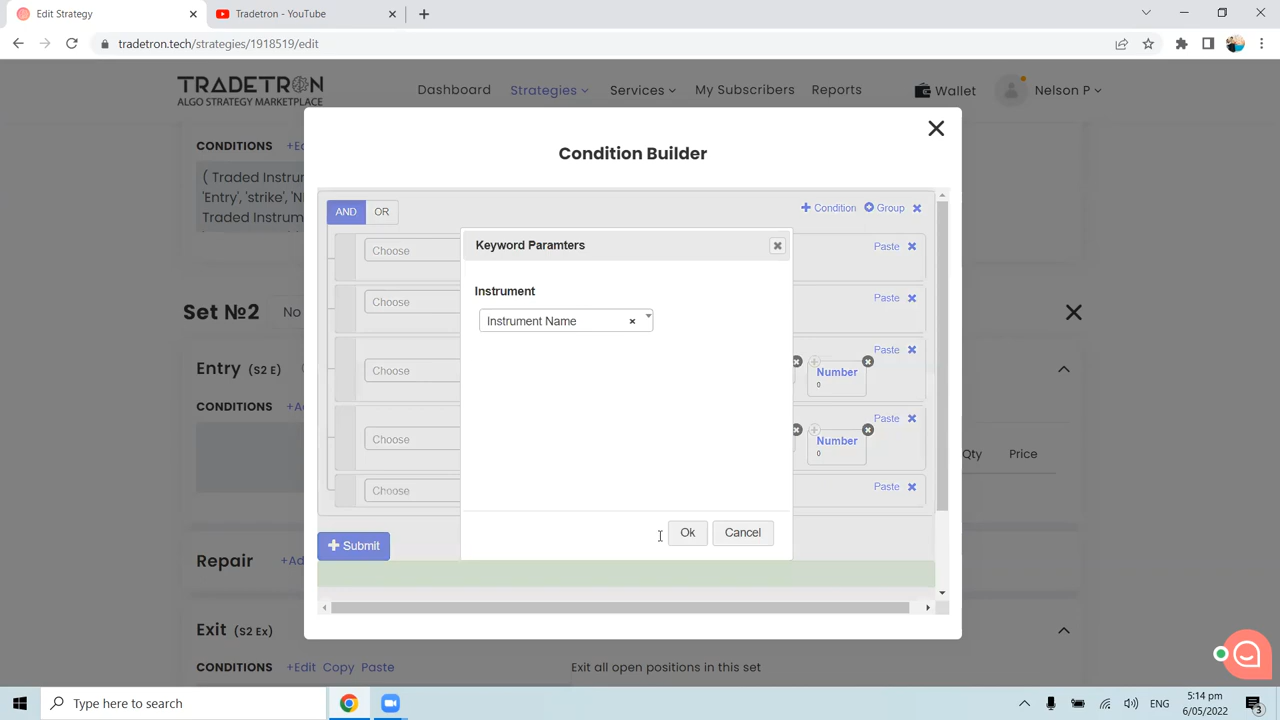 Edit Strategy
Tradetron - YouTube
tradetron.tech/strategies/1918519/edit
TRADETRON
ALGO STRATEGY MARKETPLACE
Dashboard Strategies Services My Subscribers Reports Wallet Nelson P
CONDITIONS
( Traded Instru
'Entry','strike','N
Traded Instrum
Condition Builder
AND OR + Condition Group
Choose Paste
Choose Paste
Choose Number 0 Paste
Choose Number 0 Paste
Choose Paste
+ Submit
Keyword Paramters
Instrument
Instrument Name
Ok Cancel
Set №2 No
Entry (S2 E)
CONDITIONS
Qty Price
Repair
Exit (S2 Ex)
CONDITIONS +Edit Copy Paste Exit all open positions in this set
Type here to search
ENG
5:14 pm
6/05/2022
3